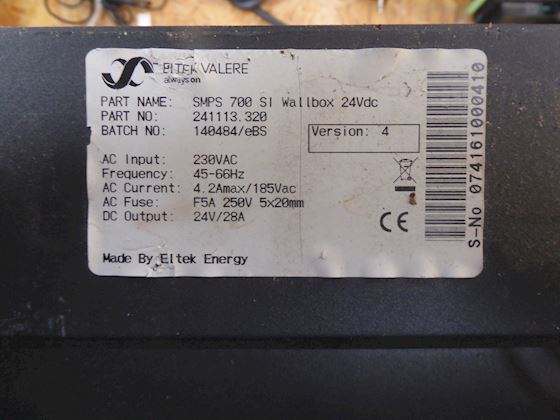 ELTEK VALERE
always on
PART NAME: SMPS 700 SI Wallbox 24Vdc
PART NO: 241113.320
BATCH NO: 140484/eBS
Version: 4
AC Input: 230VAC
Frequency: 45-66Hz
AC Current: 4.2Amax/185Vac
AC Fuse: F5A 250V 5x20mm
DC Output: 24V/28A
CE
Made By Eltek Energy
S-No 074161000410